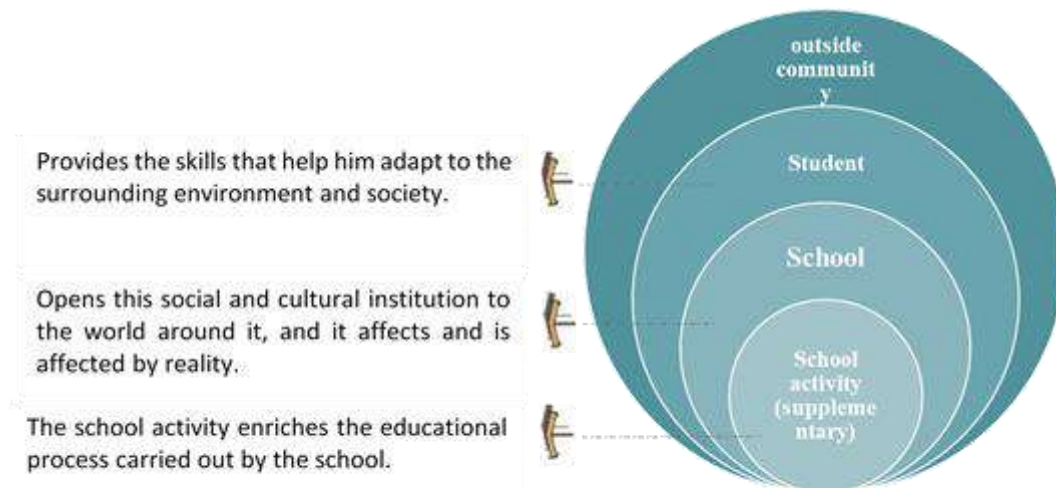 outside
communit
y
Student
School
School
activity
(suppleme
ntary)
Provides the skills that help him adapt to the
surrounding environment and society.
Opens this social and cultural institution to
the world around it, and it affects and is
affected by reality.
The school activity enriches the educational
process carried out by the school.